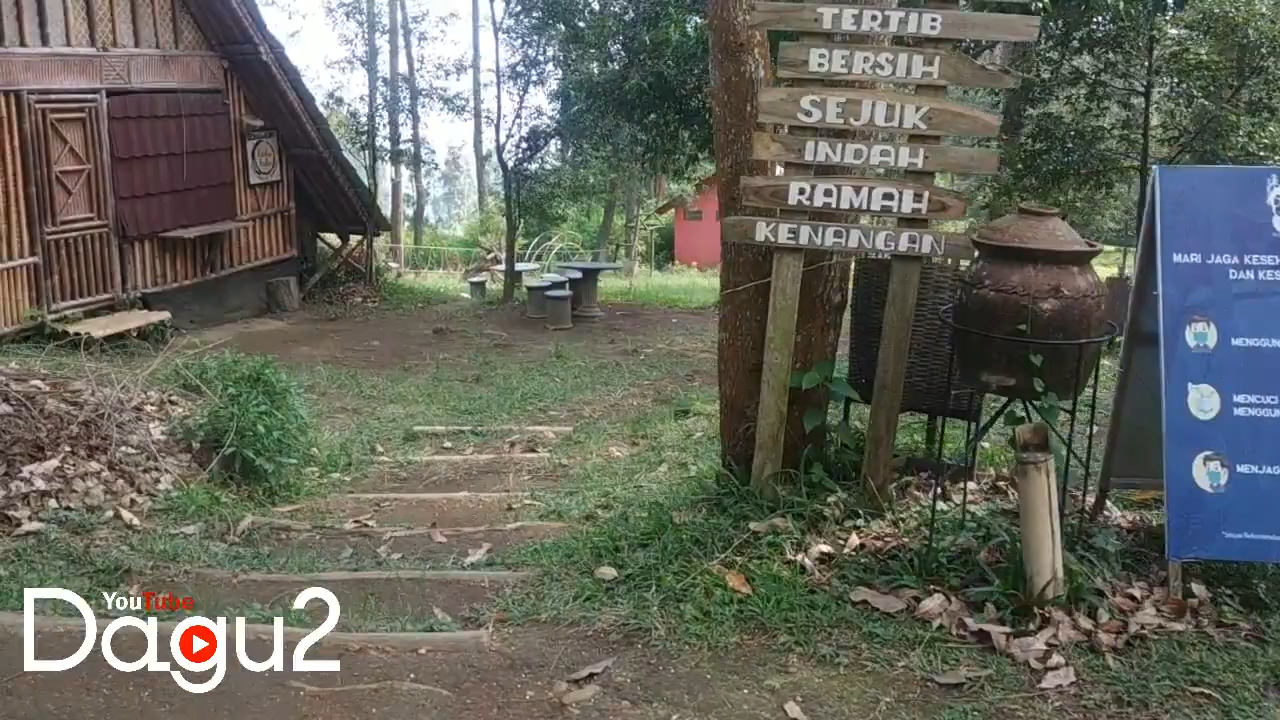 TERTIB
BERSIH
SEJUK
INDAH
RAMAH
KENANGAN
MARI JAGA KESEH
DAN KES
MENGGUN
MENCUCI
MENGGUN
MENJAG
YouTube
Dagu2